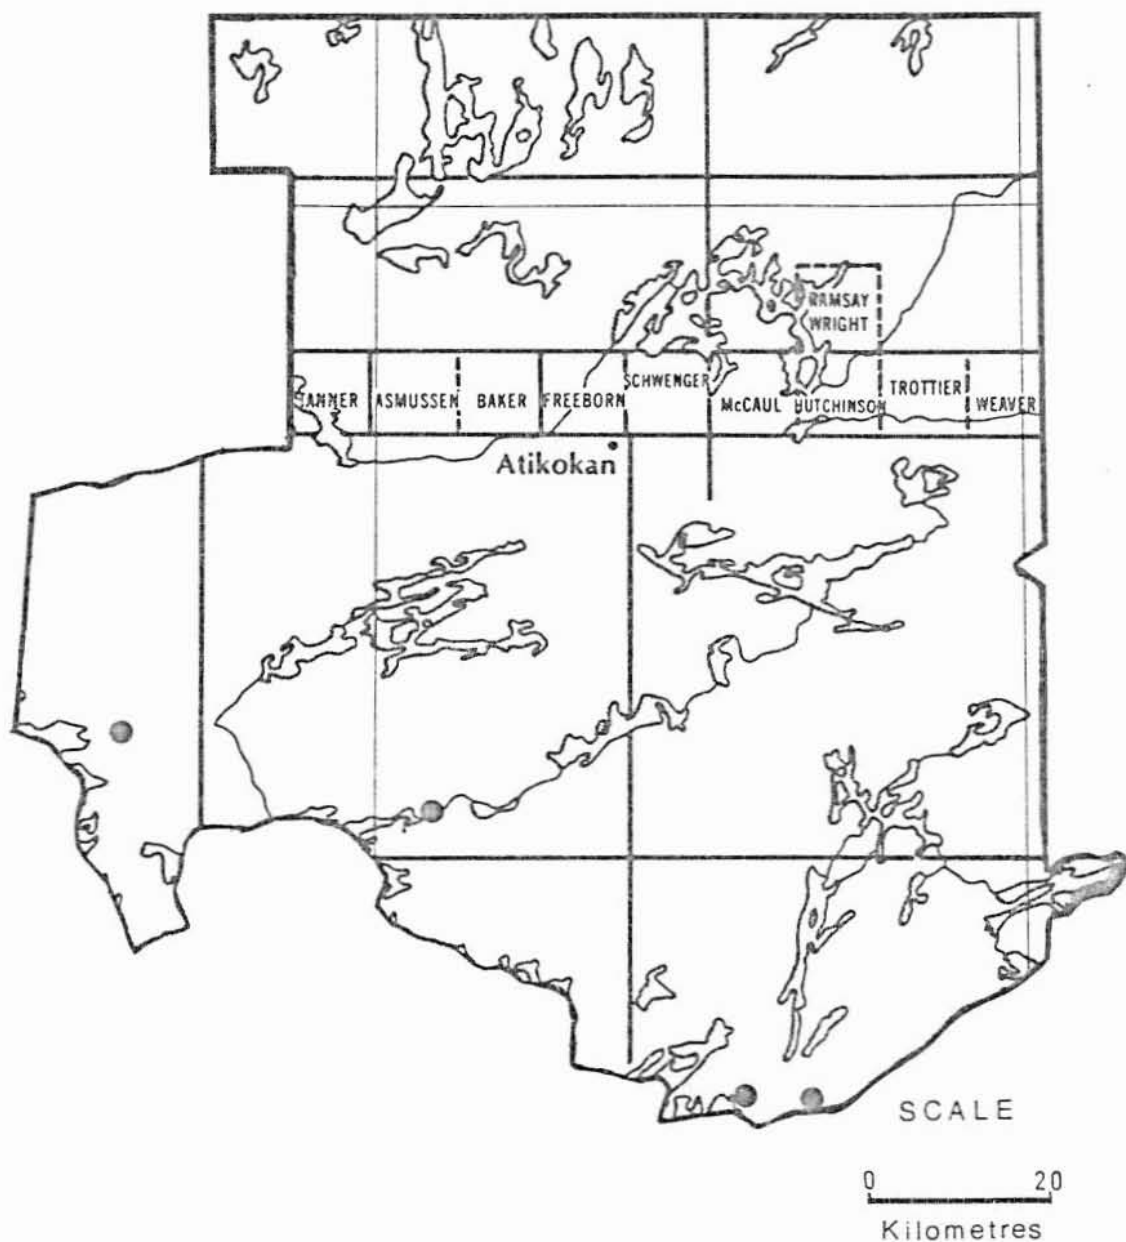 RAMSAY
WRIGHT
TANNER
ASMUSSEN
BAKER
FREEBORN
SCHWENGER
McCAUL
HUTCHINSON
TROTTIER
WEAVER
Atikokan
SCALE
0 20
Kilometres